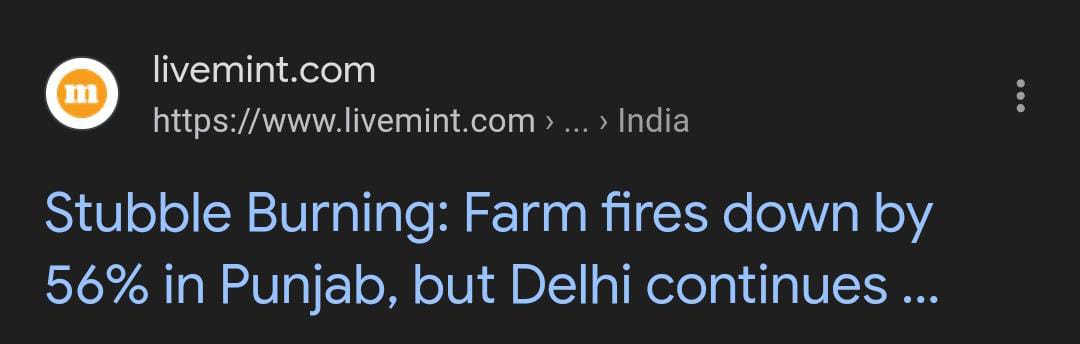 m
livemint.com
https://www.livemint.com › ... › India
Stubble Burning: Farm fires down by
56% in Punjab, but Delhi continues ...